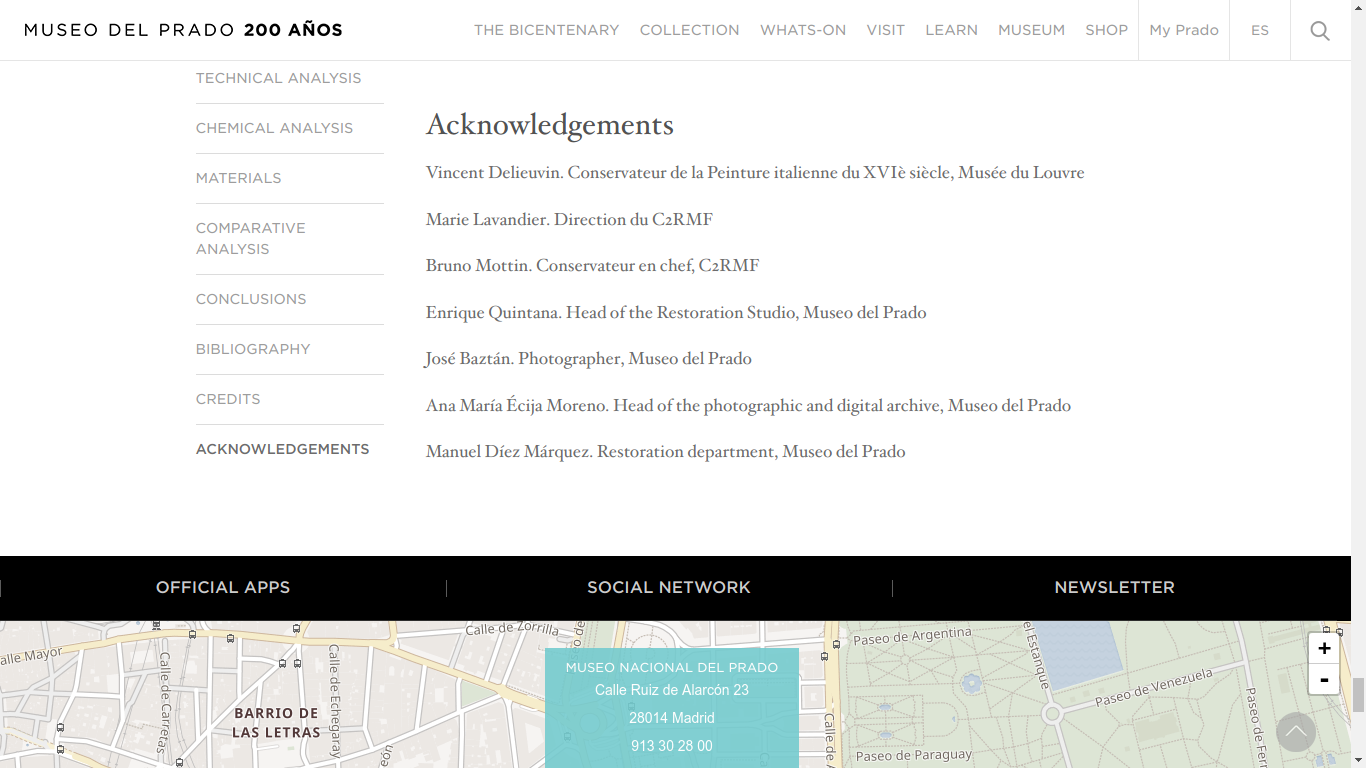 MUSEO DEL PRADO 200 AÑOS
THE BICENTENARY
COLLECTION
WHATS-ON
VISIT
LEARN
MUSEUM
SHOP
My Prado
ES
TECHNICAL ANALYSIS
CHEMICAL ANALYSIS
MATERIALS
COMPARATIVE
ANALYSIS
CONCLUSIONS
BIBLIOGRAPHY
CREDITS
ACKNOWLEDGEMENTS
Acknowledgements
Vincent Delieuvin. Conservateur de la Peinture italienne du XVIè siècle, Musée du Louvre
Marie Lavandier. Direction du C2RMF
Bruno Mottin. Conservateur en chef, C2RMF
Enrique Quintana. Head of the Restoration Studio, Museo del Prado
José Baztán. Photographer, Museo del Prado
Ana María Écija Moreno. Head of the photographic and digital archive, Museo del Prado
Manuel Díez Márquez. Restoration department, Museo del Prado
OFFICIAL APPS
SOCIAL NETWORK
NEWSLETTER
Calle de Zorrilla
alle Mayor
Calle de Carretas
Calle de Echegaray
BARRIO DE
LAS LETRAS
MUSEO NACIONAL DEL PRADO
Calle Ruiz de Alarcón 23
28014 Madrid
913 30 28 00
Paseo de Argentina
el Estanque
Paseo de Venezuela
Paseo de Paraguay
Paseo de Fer
Calle de A
+
-